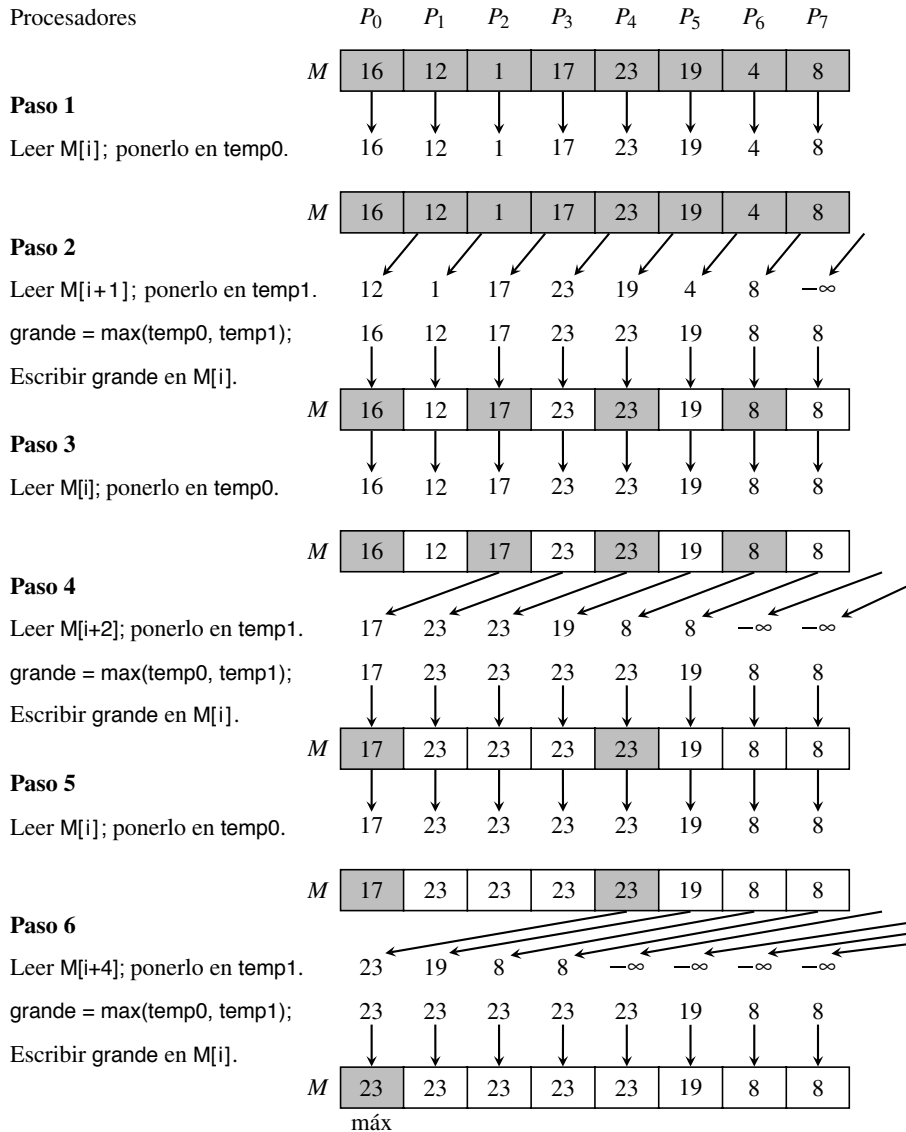 Procesadores P0 P1 P2 P3 P4 P5 P6 P7
M 16 12 1 17 23 19 4 8
Paso 1
Leer M[i]; ponerlo en temp0. 16 12 1 17 23 19 4 8
M 16 12 1 17 23 19 4 8
Paso 2
Leer M[i+1]; ponerlo en temp1. 12 1 17 23 19 4 8 −∞
grande = max(temp0, temp1); 16 12 17 23 23 19 8 8
Escribir grande en M[i].
M 16 12 17 23 23 19 8 8
Paso 3
Leer M[i]; ponerlo en temp0. 16 12 17 23 23 19 8 8
M 16 12 17 23 23 19 8 8
Paso 4
Leer M[i+2]; ponerlo en temp1. 17 23 23 19 8 8 −∞ −∞
grande = max(temp0, temp1); 17 23 23 23 23 19 8 8
Escribir grande en M[i].
M 17 23 23 23 23 19 8 8
Paso 5
Leer M[i]; ponerlo en temp0. 17 23 23 23 23 19 8 8
M 17 23 23 23 23 19 8 8
Paso 6
Leer M[i+4]; ponerlo en temp1. 23 19 8 8 −∞ −∞ −∞ −∞
grande = max(temp0, temp1); 23 23 23 23 23 19 8 8
Escribir grande en M[i].
M 23 23 23 23 23 19 8 8
máx